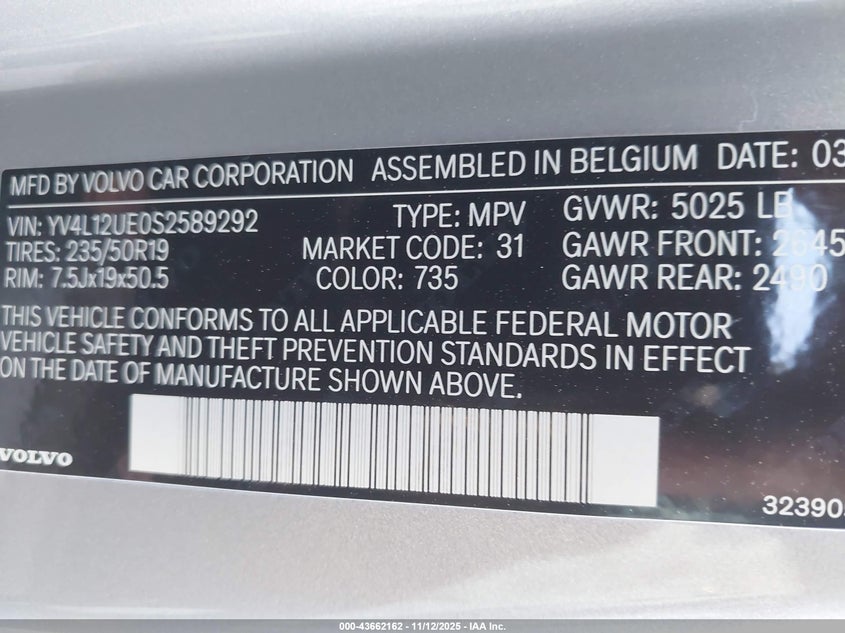 MFD BY VOLVO CAR CORPORATION ASSEMBLED IN BELGIUM DATE: 03
VIN: YV4L12UE0S2589292 TYPE: MPV GVWR: 5025 LB
TIRES: 235/50R19 MARKET CODE: 31 GAWR FRONT: 2645
RIM: 7.5Jx19x50.5 COLOR: 735 GAWR REAR: 2490
THIS VEHICLE CONFORMS TO ALL APPLICABLE FEDERAL MOTOR
VEHICLE SAFETY AND THEFT PREVENTION STANDARDS IN EFFECT
ON THE DATE OF MANUFACTURE SHOWN ABOVE.
VOLVO
32390
000-43662162 - 11/12/2025 - IAA Inc.